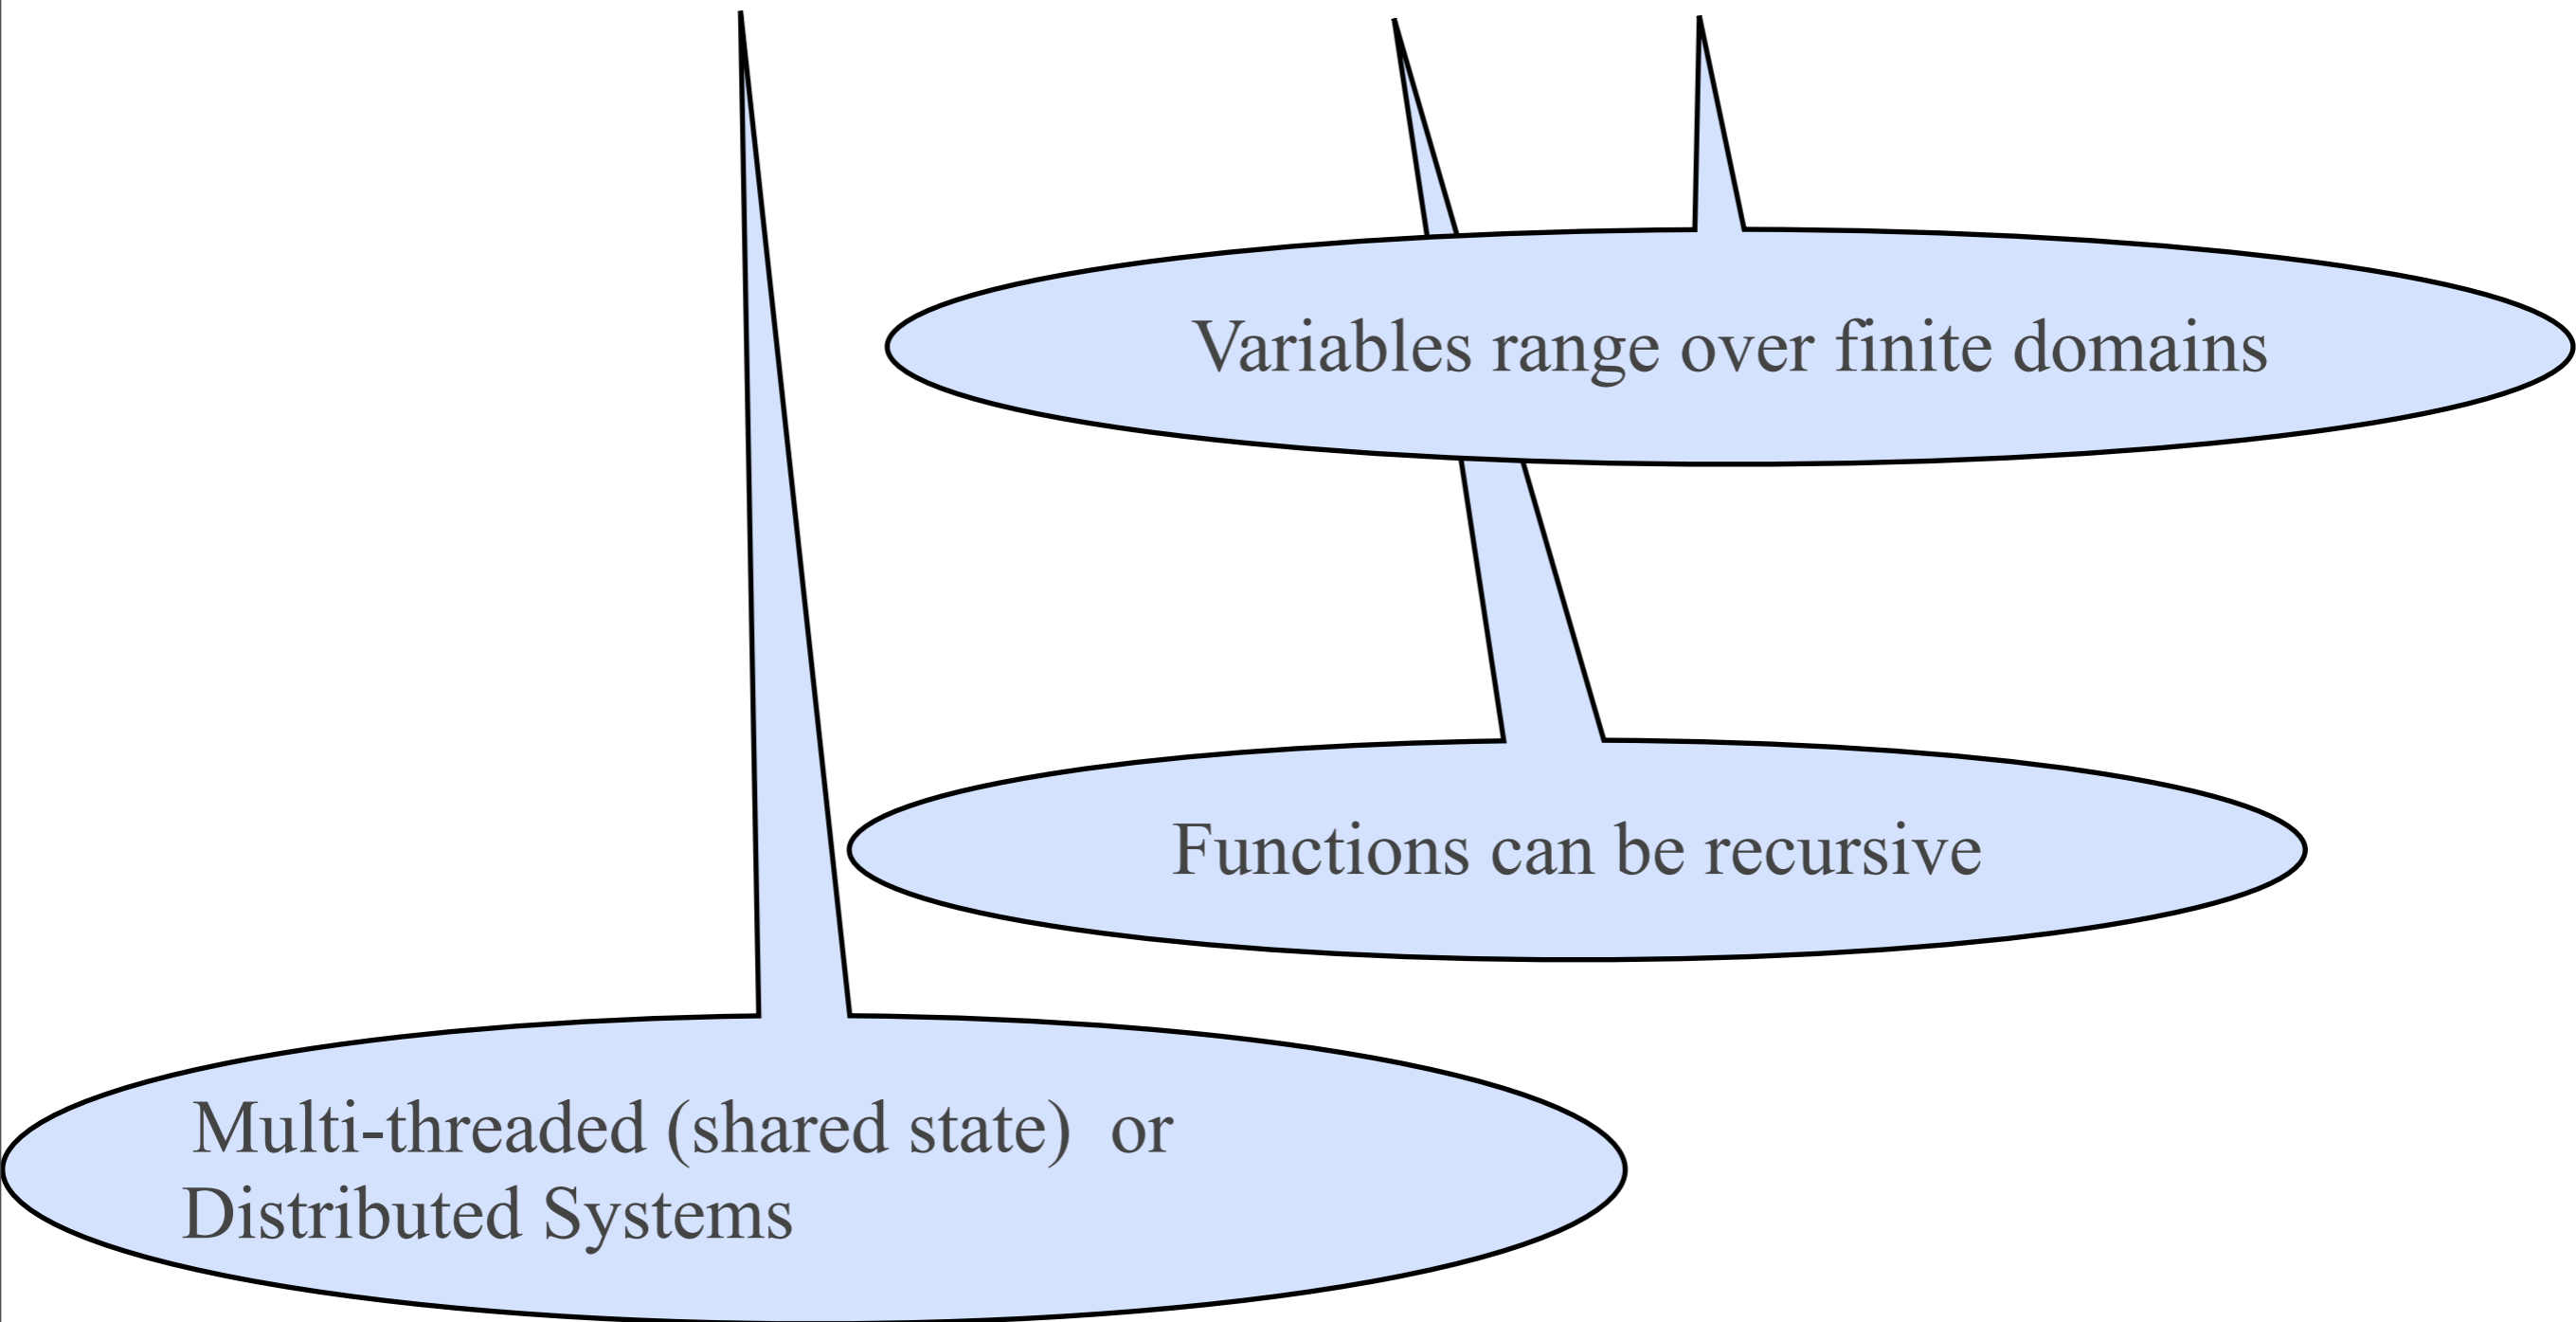 Variables range over finite domains
Functions can be recursive
Multi-threaded (shared state)  or
Distributed Systems